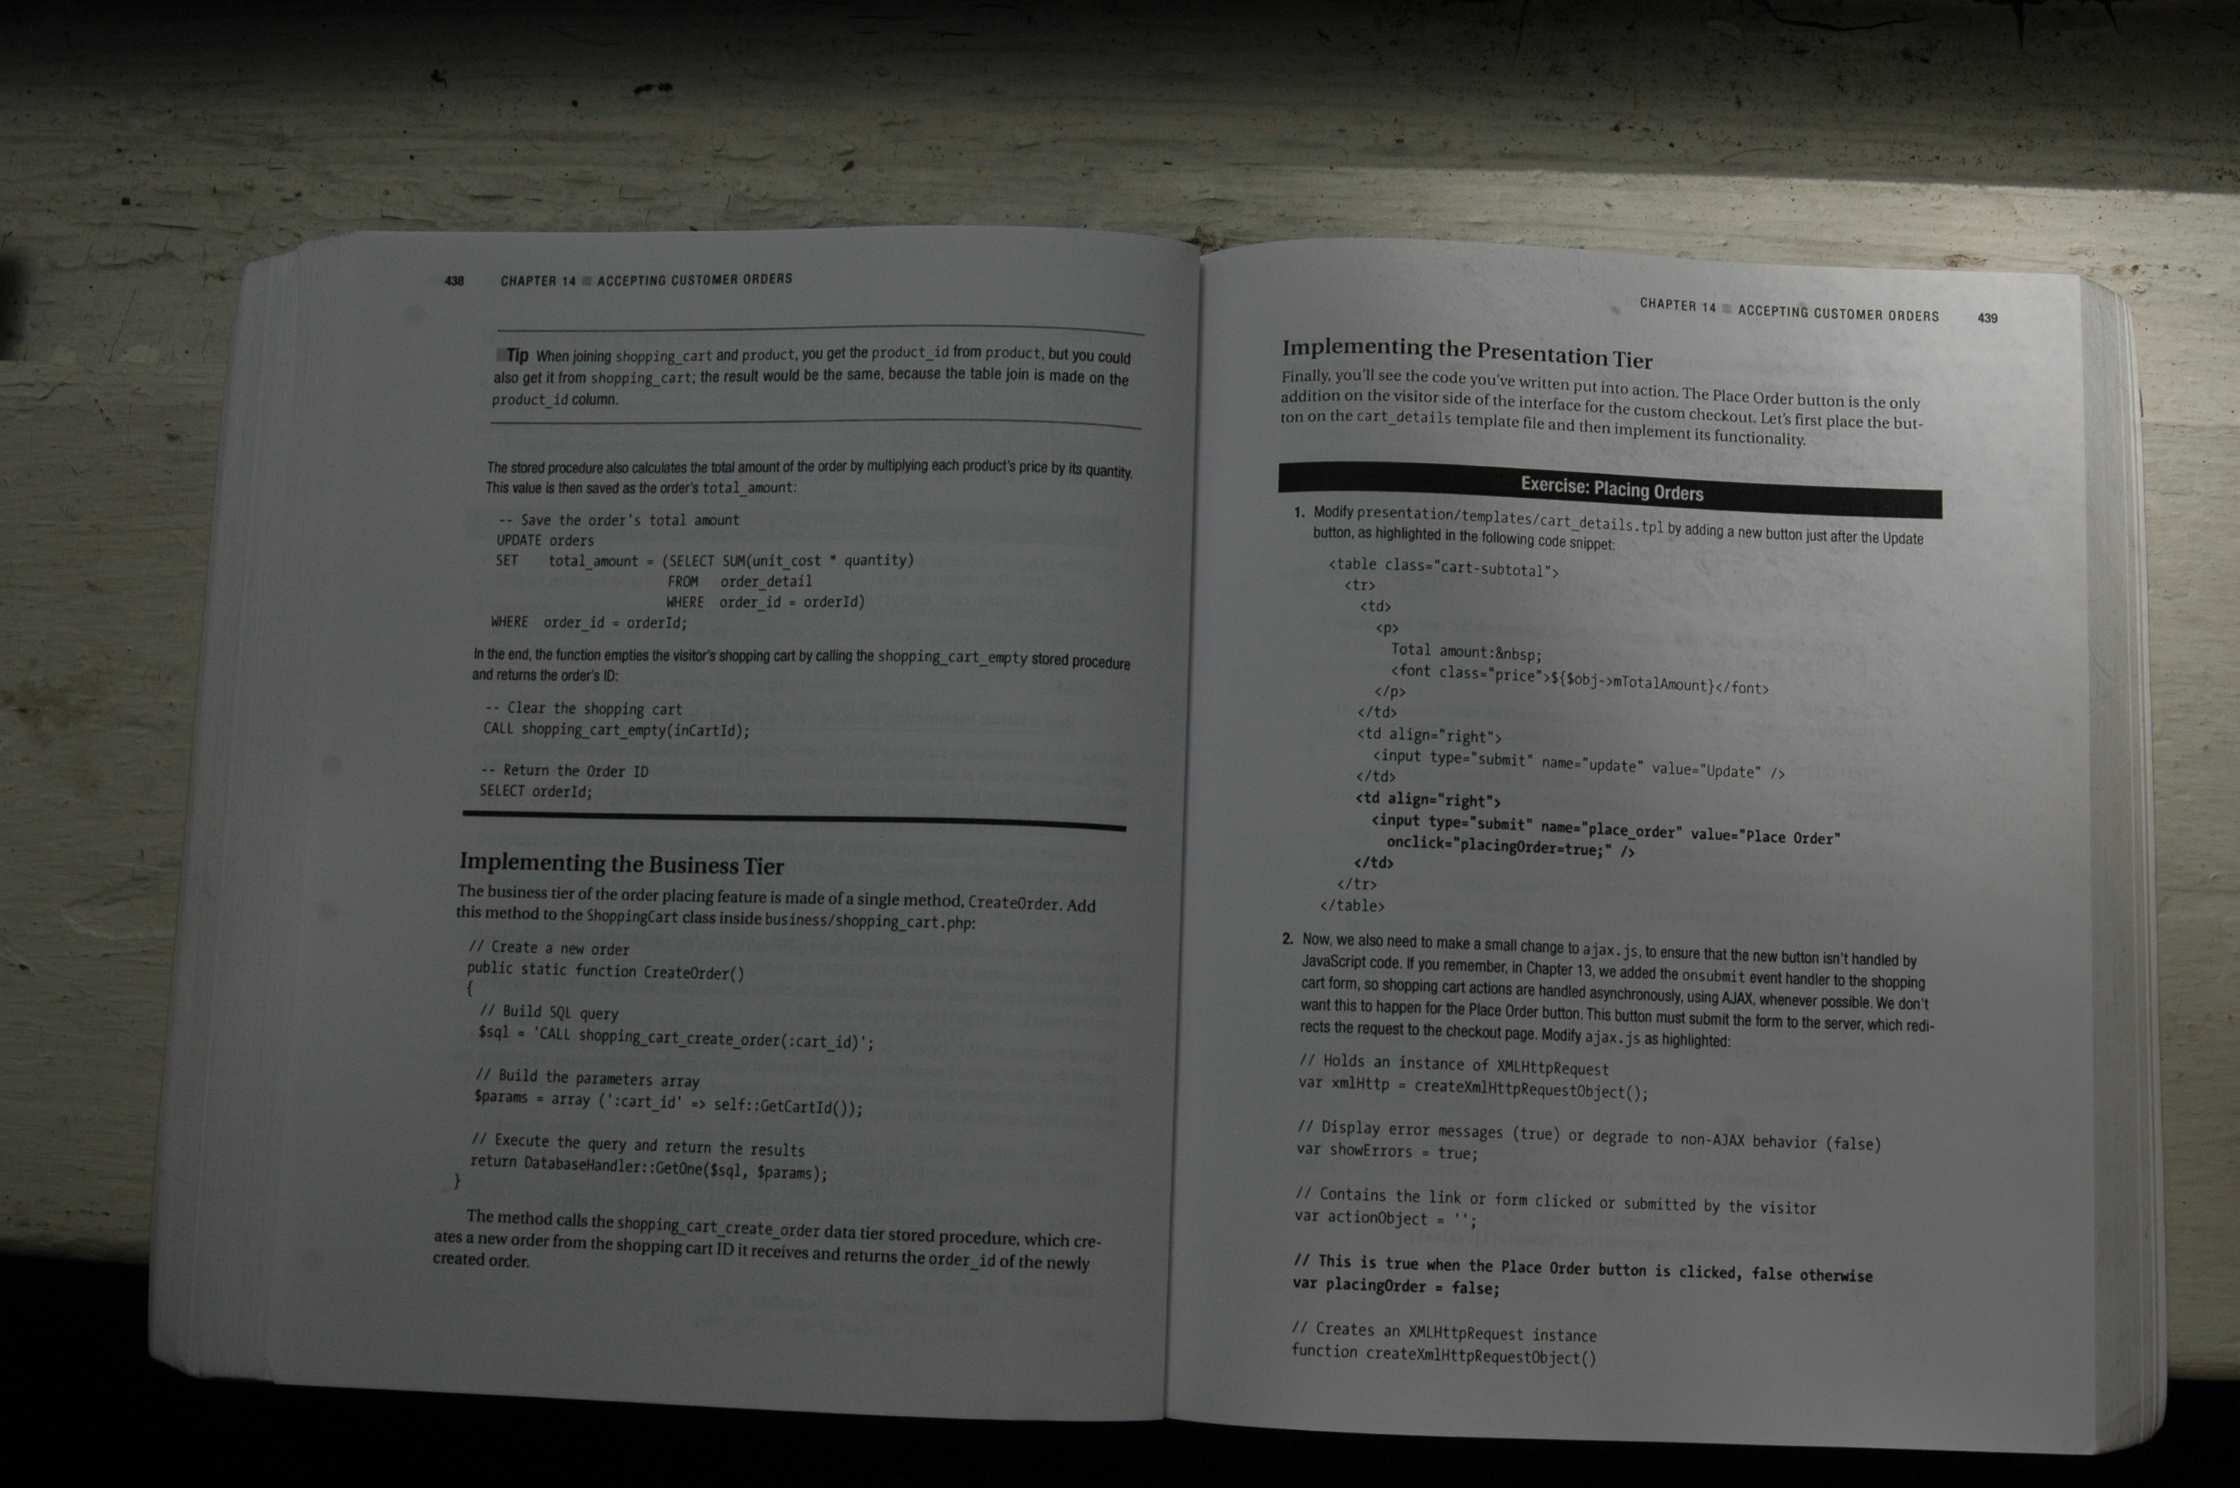 438 CHAPTER 14 ■ ACCEPTING CUSTOMER ORDERS
Tip When joining shopping_cart and product, you get the product_id from product, but you could
also get it from shopping_cart; the result would be the same, because the table join is made on the
product_id column.
The stored procedure also calculates the total amount of the order by multiplying each product's price by its quantity.
This value is then saved as the order's total_amount:
-- Save the order's total amount
UPDATE orders
SET    total_amount = (SELECT SUM(unit_cost * quantity)
FROM   order_detail
WHERE  order_id = orderId)
WHERE  order_id = orderId;
In the end, the function empties the visitor's shopping cart by calling the shopping_cart_empty stored procedure
and returns the order's ID:
-- Clear the shopping cart
CALL shopping_cart_empty(inCartId);
-- Return the Order ID
SELECT orderId;
Implementing the Business Tier
The business tier of the order placing feature is made of a single method, CreateOrder. Add
this method to the ShoppingCart class inside business/shopping_cart.php:
// Create a new order
public static function CreateOrder()
{
// Build SQL query
$sql = 'CALL shopping_cart_create_order(:cart_id)';
// Build the parameters array
$params = array (':cart_id' => self::GetCartId());
// Execute the query and return the results
return DatabaseHandler::GetOne($sql, $params);
}
The method calls the shopping_cart_create_order data tier stored procedure, which cre-
ates a new order from the shopping cart ID it receives and returns the order_id of the newly
created order.
CHAPTER 14 ■ ACCEPTING CUSTOMER ORDERS 439
Implementing the Presentation Tier
Finally, you'll see the code you've written put into action. The Place Order button is the only
addition on the visitor side of the interface for the custom checkout. Let's first place the but-
ton on the cart_details template file and then implement its functionality.
Exercise: Placing Orders
1. Modify presentation/templates/cart_details.tpl by adding a new button just after the Update
button, as highlighted in the following code snippet:
<table class="cart-subtotal">
<tr>
<td>
<p>
Total amount:&nbsp;
<font class="price">${$obj->mTotalAmount}</font>
</p>
</td>
<td align="right">
<input type="submit" name="update" value="Update" />
</td>
<td align="right">
<input type="submit" name="place_order" value="Place Order"
onclick="placingOrder=true;" />
</td>
</tr>
</table>
2. Now, we also need to make a small change to ajax.js, to ensure that the new button isn't handled by
JavaScript code. If you remember, in Chapter 13, we added the onsubmit event handler to the shopping
cart form, so shopping cart actions are handled asynchronously, using AJAX, whenever possible. We don't
want this to happen for the Place Order button. This button must submit the form to the server, which redi-
rects the request to the checkout page. Modify ajax.js as highlighted:
// Holds an instance of XMLHttpRequest
var xmlHttp = createXmlHttpRequestObject();
// Display error messages (true) or degrade to non-AJAX behavior (false)
var showErrors = true;
// Contains the link or form clicked or submitted by the visitor
var actionObject = '';
// This is true when the Place Order button is clicked, false otherwise
var placingOrder = false;
// Creates an XMLHttpRequest instance
function createXmlHttpRequestObject()